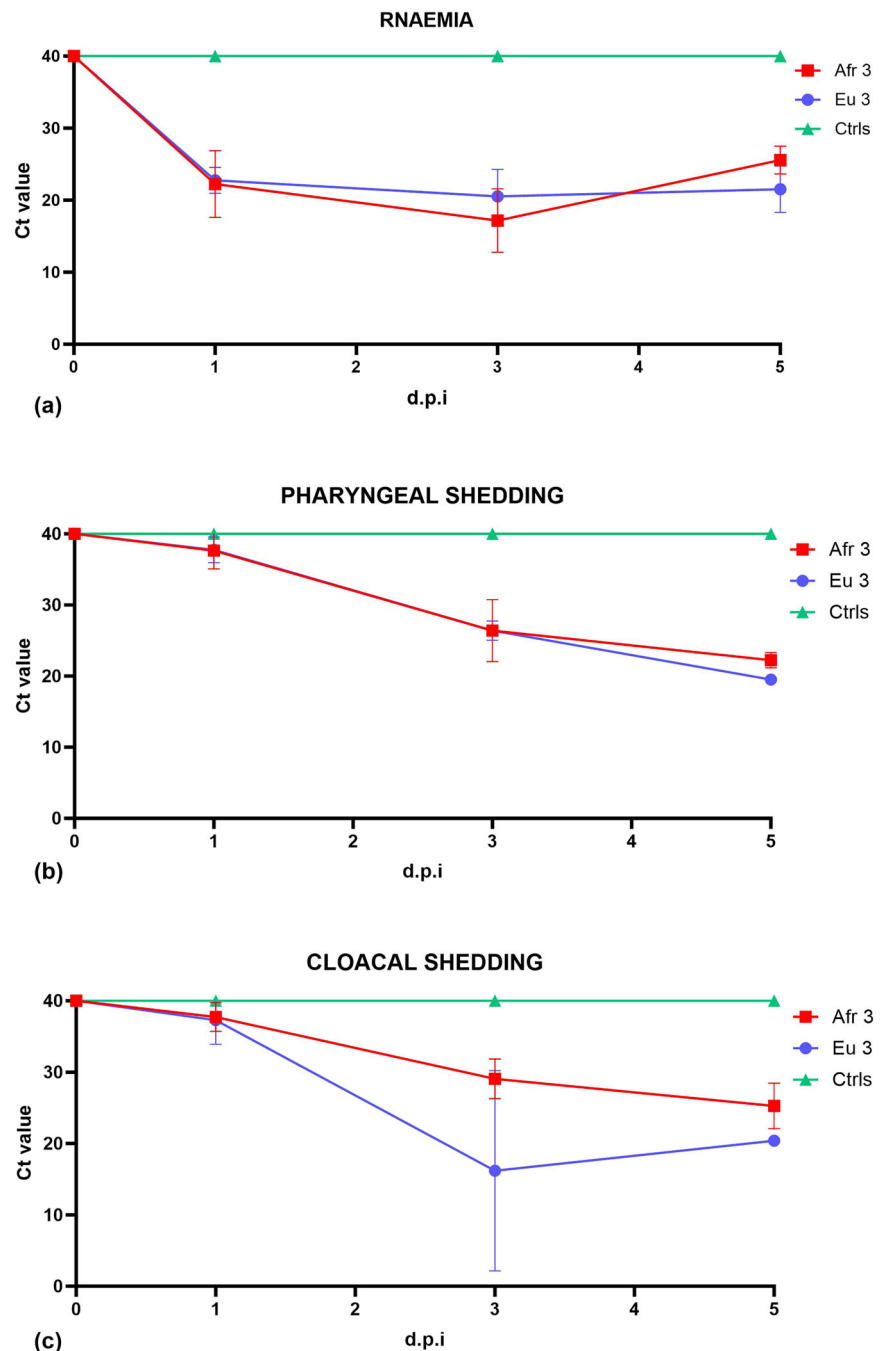 RNAEMIA
40
30
20
10
0
Ct value
0 1 2 3 4 5
d.p.i
Afr 3
Eu 3
Ctrls
(a)
PHARYNGEAL SHEDDING
40
30
20
10
0
Ct value
0 1 2 3 4 5
d.p.i
Afr 3
Eu 3
Ctrls
(b)
CLOACAL SHEDDING
40
30
20
10
0
Ct value
0 1 2 3 4 5
d.p.i
Afr 3
Eu 3
Ctrls
(c)